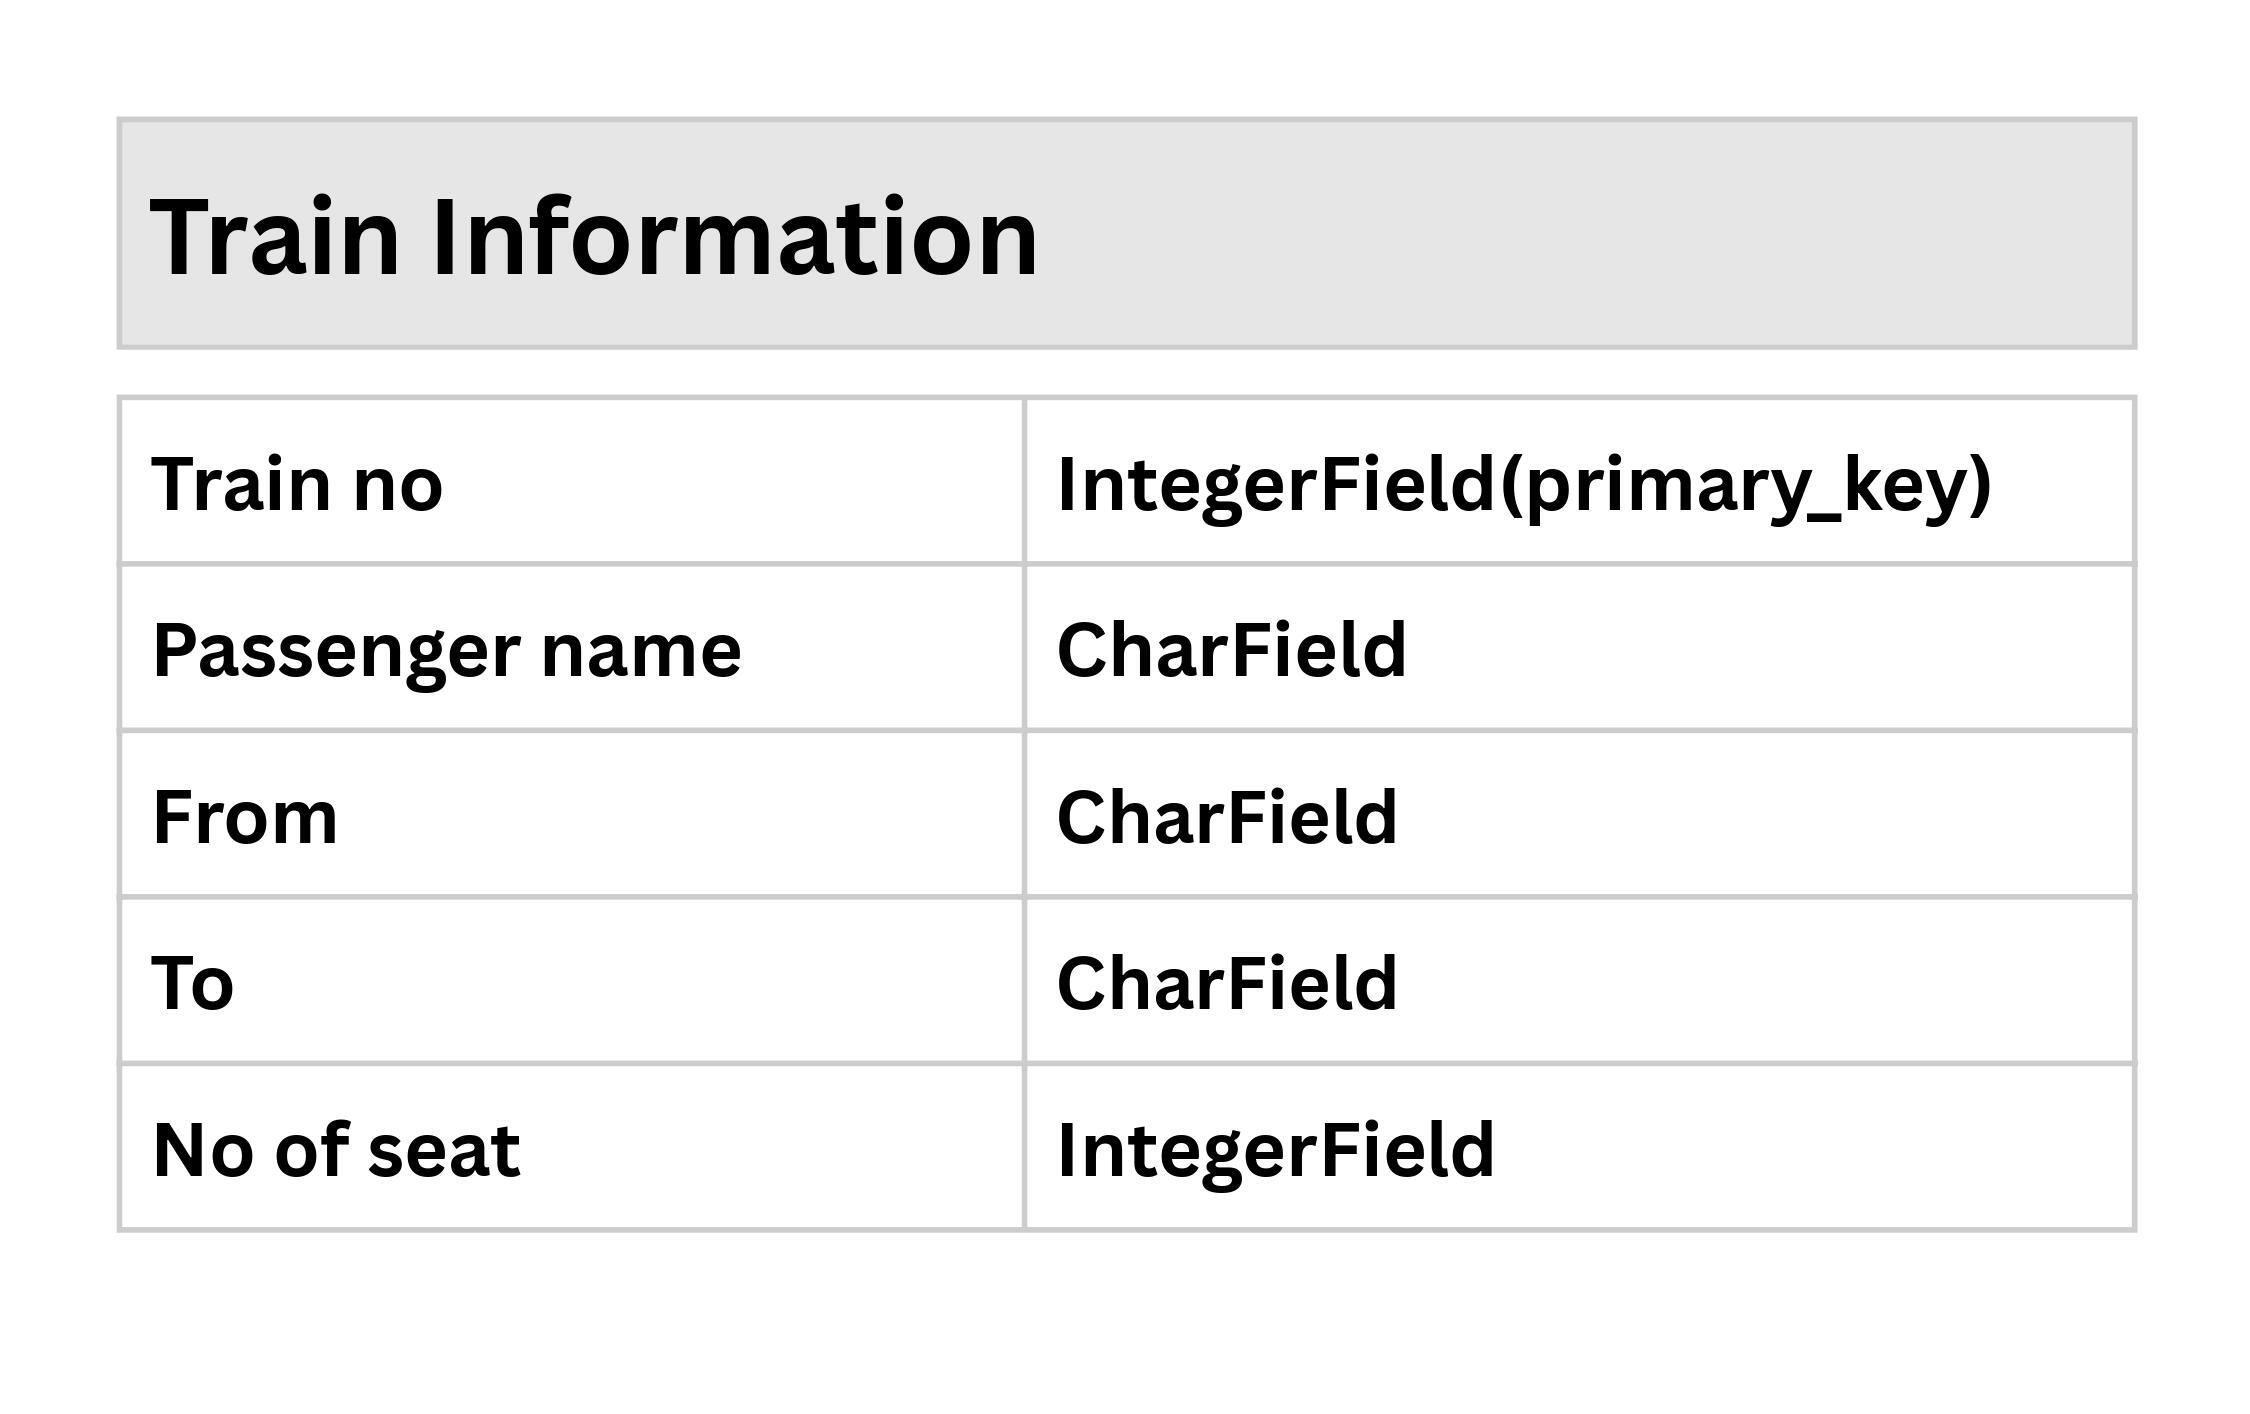 Train Information
Train no IntegerField(primary_key)
Passenger name CharField
From CharField
To CharField
No of seat IntegerField